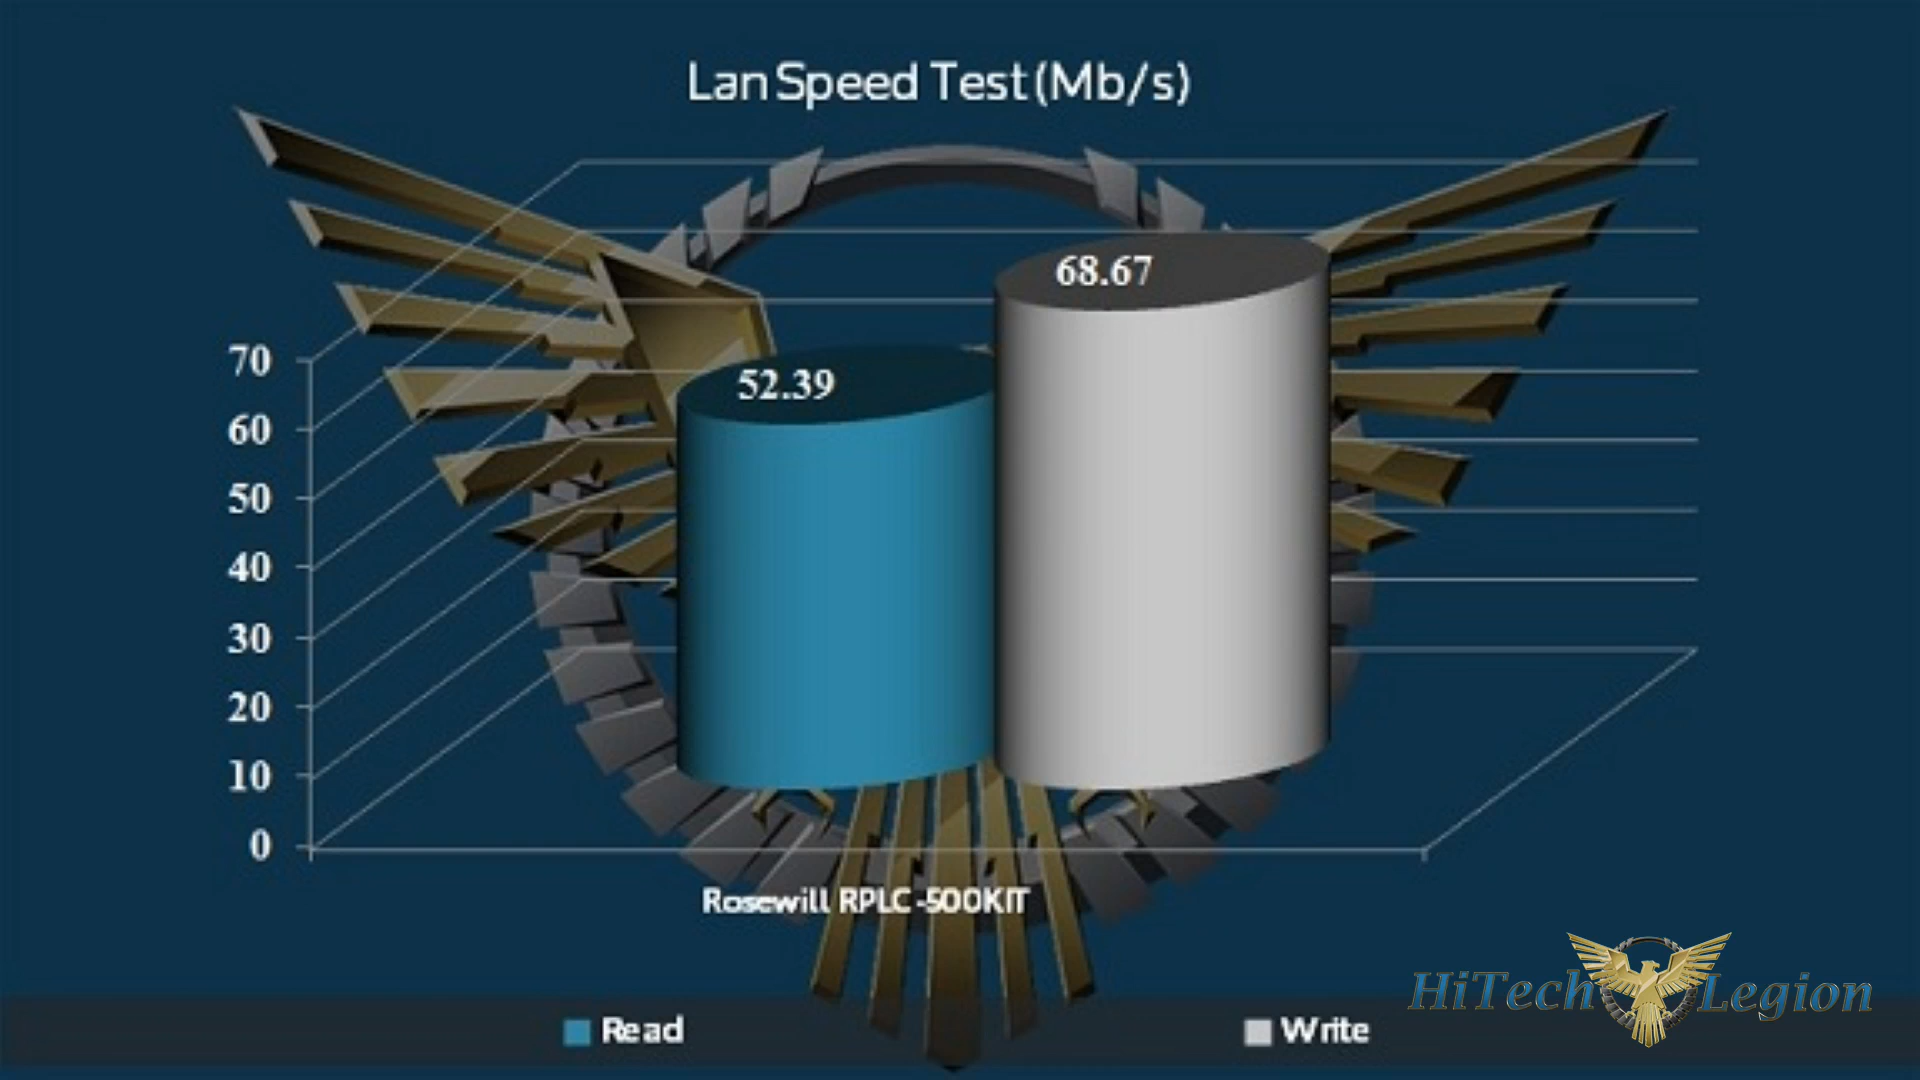 Lan Speed Test (Mb/s)
68.67
52.39
70
60
50
40
30
20
10
0
Rosewill RPLC-500KIT
HiTech Legion
Read
Write